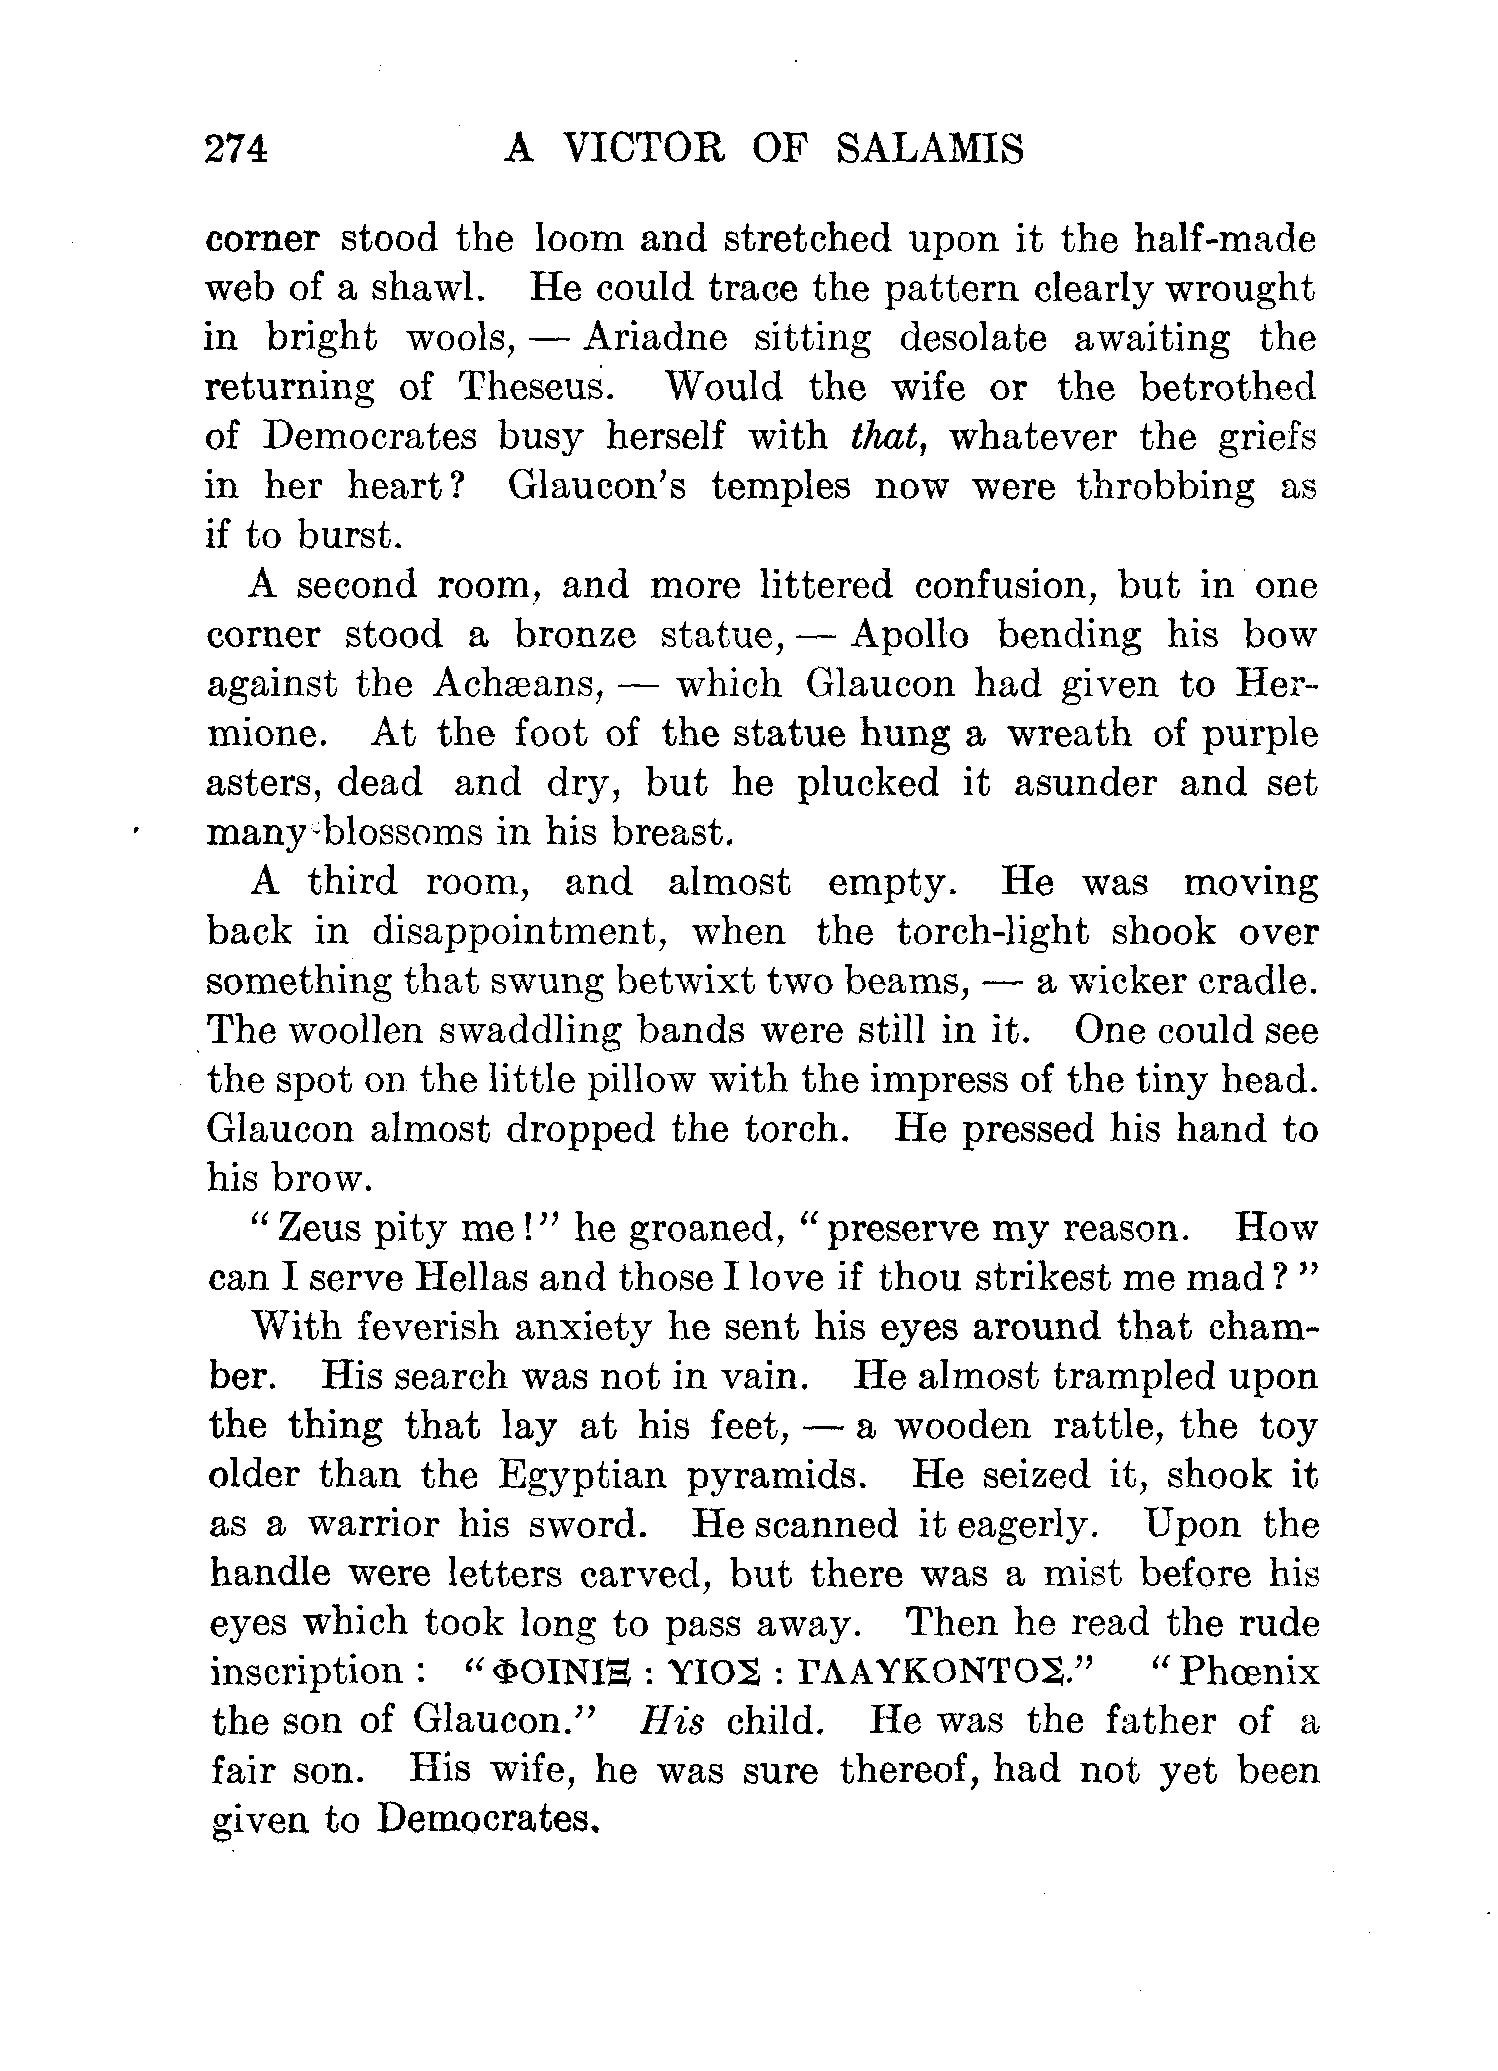 274 A VICTOR OF SALAMIS
corner stood the loom and stretched upon it the half-made
web of a shawl. He could trace the pattern clearly wrought
in bright wools, — Ariadne sitting desolate awaiting the
returning of Theseus. Would the wife or the betrothed
of Democrates busy herself with that, whatever the griefs
in her heart? Glaucon's temples now were throbbing as
if to burst.
A second room, and more littered confusion, but in one
corner stood a bronze statue, — Apollo bending his bow
against the Achæans, — which Glaucon had given to Her-
mione. At the foot of the statue hung a wreath of purple
asters, dead and dry, but he plucked it asunder and set
many blossoms in his breast.
A third room, and almost empty. He was moving
back in disappointment, when the torch-light shook over
something that swung betwixt two beams, — a wicker cradle.
The woollen swaddling bands were still in it. One could see
the spot on the little pillow with the impress of the tiny head.
Glaucon almost dropped the torch. He pressed his hand to
his brow.
"Zeus pity me!" he groaned, "preserve my reason. How
can I serve Hellas and those I love if thou strikest me mad?"
With feverish anxiety he sent his eyes around that cham-
ber. His search was not in vain. He almost trampled upon
the thing that lay at his feet, — a wooden rattle, the toy
older than the Egyptian pyramids. He seized it, shook it
as a warrior his sword. He scanned it eagerly. Upon the
handle were letters carved, but there was a mist before his
eyes which took long to pass away. Then he read the rude
inscription: "ΦΟΙΝΙΞ : ΥΙΟΣ : ΓΛΑΥΚΟΝΤΟΣ." "Phœnix
the son of Glaucon." His child. He was the father of a
fair son. His wife, he was sure thereof, had not yet been
given to Democrates.